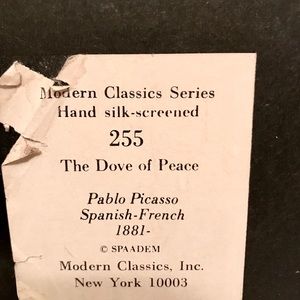 Modern Classics Series
Hand silk-screened
255
The Dove of Peace
Pablo Picasso
Spanish-French
1881-
© SPAADEM
Modern Classics, Inc.
New York 10003